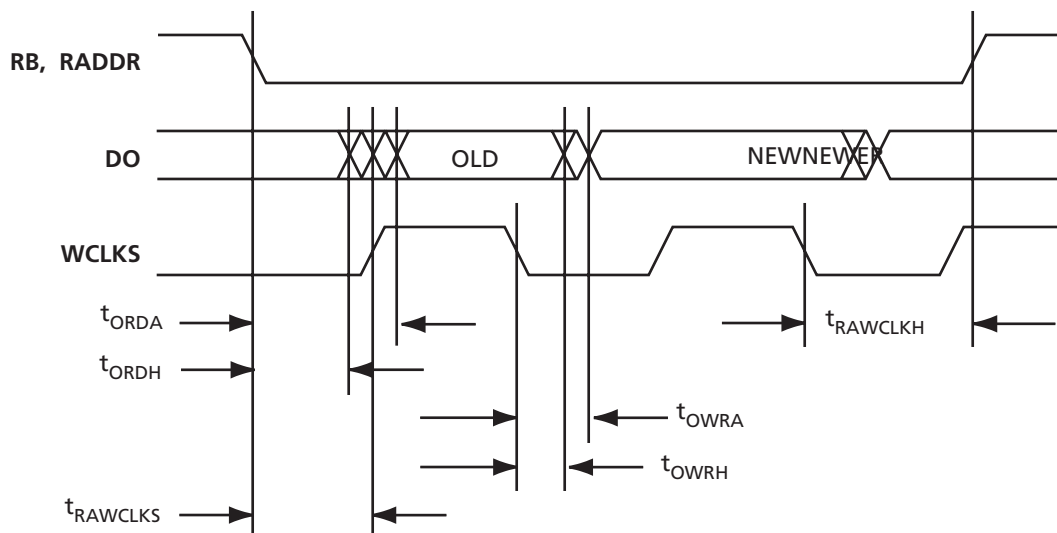 RB, RADDR
DO
OLD
NEWNEWER
WCLKS
tORDA
tRAWCLKH
tORDH
tOWRA
tOWRH
tRAWCLKS